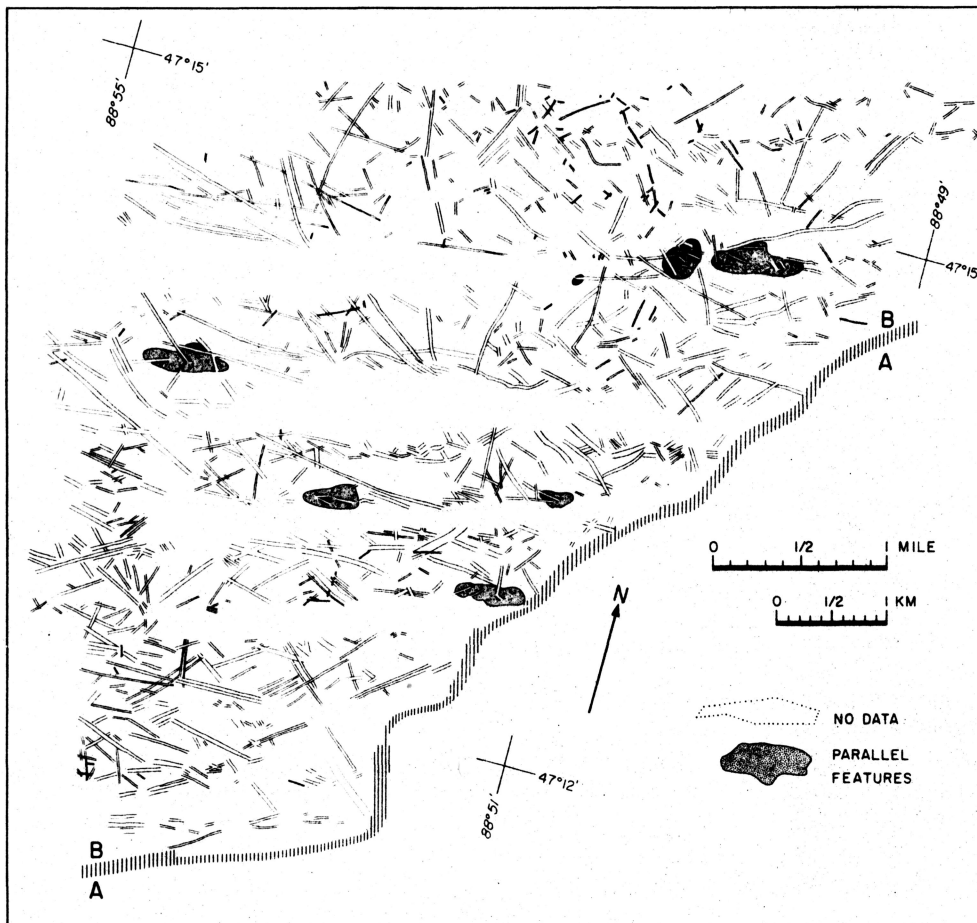 47°15'
88°55'
88°49'
47°15'
B
A
0 1/2 1 MILE
0 1/2 1 KM
N
NO DATA
PARALLEL
FEATURES
47°12'
88°51'
B
A